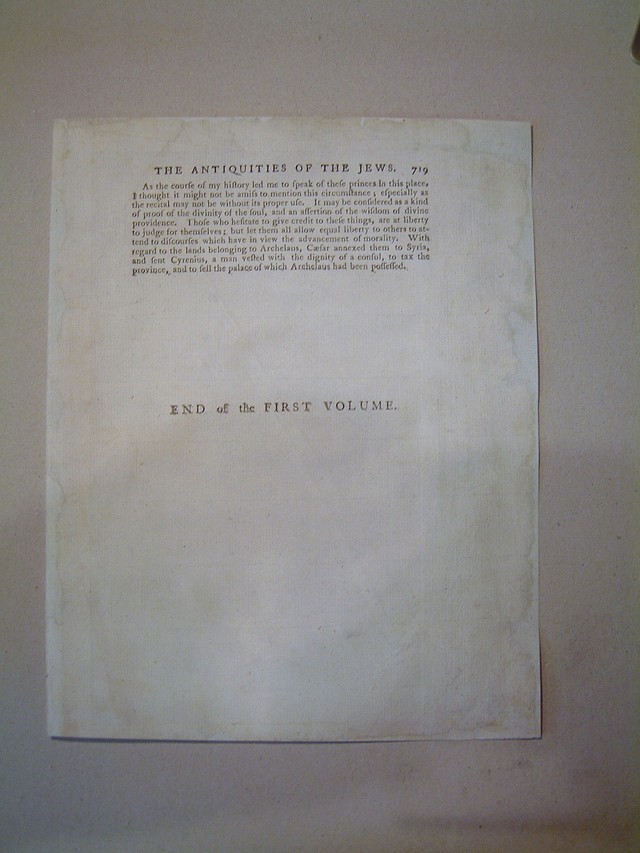 THE ANTIQUITIES OF THE JEWS. 719
As the courſe of my hiſtory led me to ſpeak of theſe princes in this place,
I thought it might not be amiſs to mention this circumſtance; eſpecially as
the recital may not be without its proper uſe. It may be conſidered as a kind
of proof of the divinity of the ſoul, and an aſſertion of the wiſdom of divine
providence. Thoſe who heſitate to give credit to theſe things, are at liberty
to judge for themſelves; but let them all allow equal liberty to others to at-
tend to diſcourſes which have in view the advancement of morality. With
regard to the lands belonging to Archelaus, Cæſar annexed them to Syria,
and ſent Cyrenius, a man veſted with the dignity of a conſul, to tax the
province, and to ſell the palace of which Archelaus had been poſſeſſed.
END of the FIRST VOLUME.